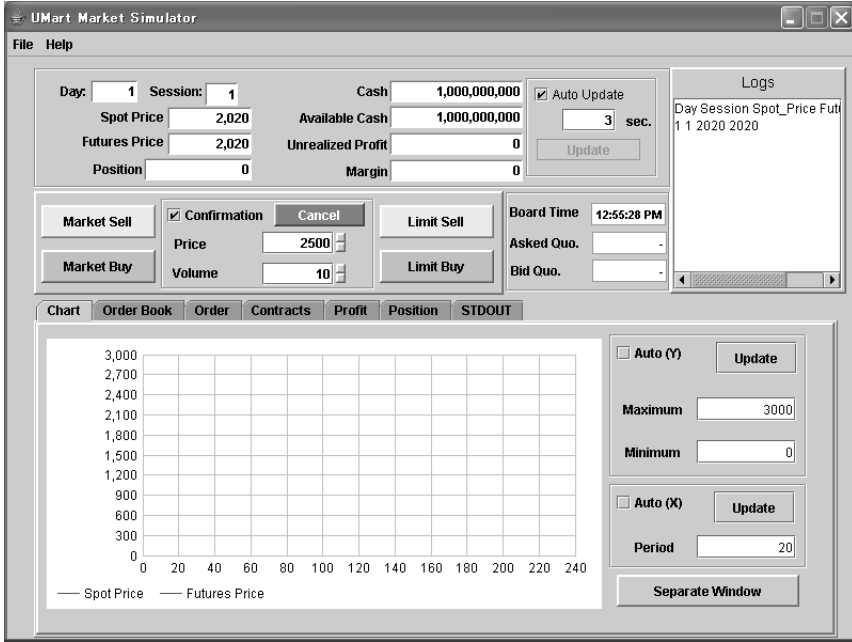 UMart Market Simulator
File Help
Day: 1 Session: 1
Spot Price 2,020
Futures Price 2,020
Position 0
Cash 1,000,000,000
Available Cash 1,000,000,000
Unrealized Profit 0
Margin 0
Auto Update
3 sec.
Update
Logs
Day Session Spot_Price Fut
1 1 2020 2020
Market Sell
Market Buy
Confirmation Cancel
Price 2500
Volume 10
Limit Sell
Limit Buy
Board Time 12:55:28 PM
Asked Quo. -
Bid Quo. -
Chart Order Book Order Contracts Profit Position STDOUT
3,000
2,700
2,400
2,100
1,800
1,500
1,200
900
600
300
0
0 20 40 60 80 100 120 140 160 180 200 220 240
Spot Price Futures Price
Auto (Y) Update
Maximum 3000
Minimum 0
Auto (X) Update
Period 20
Separate Window